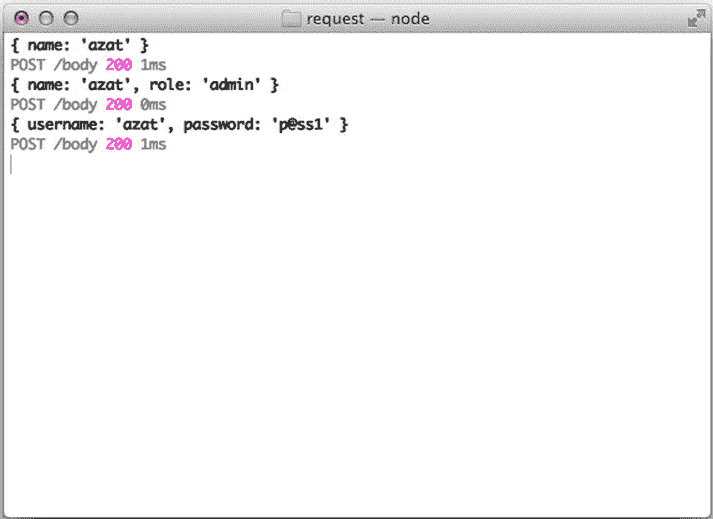 request — node
{ name: 'azat' }
POST /body 200 1ms
{ name: 'azat', role: 'admin' }
POST /body 200 0ms
{ username: 'azat', password: 'p@ss1' }
POST /body 200 1ms